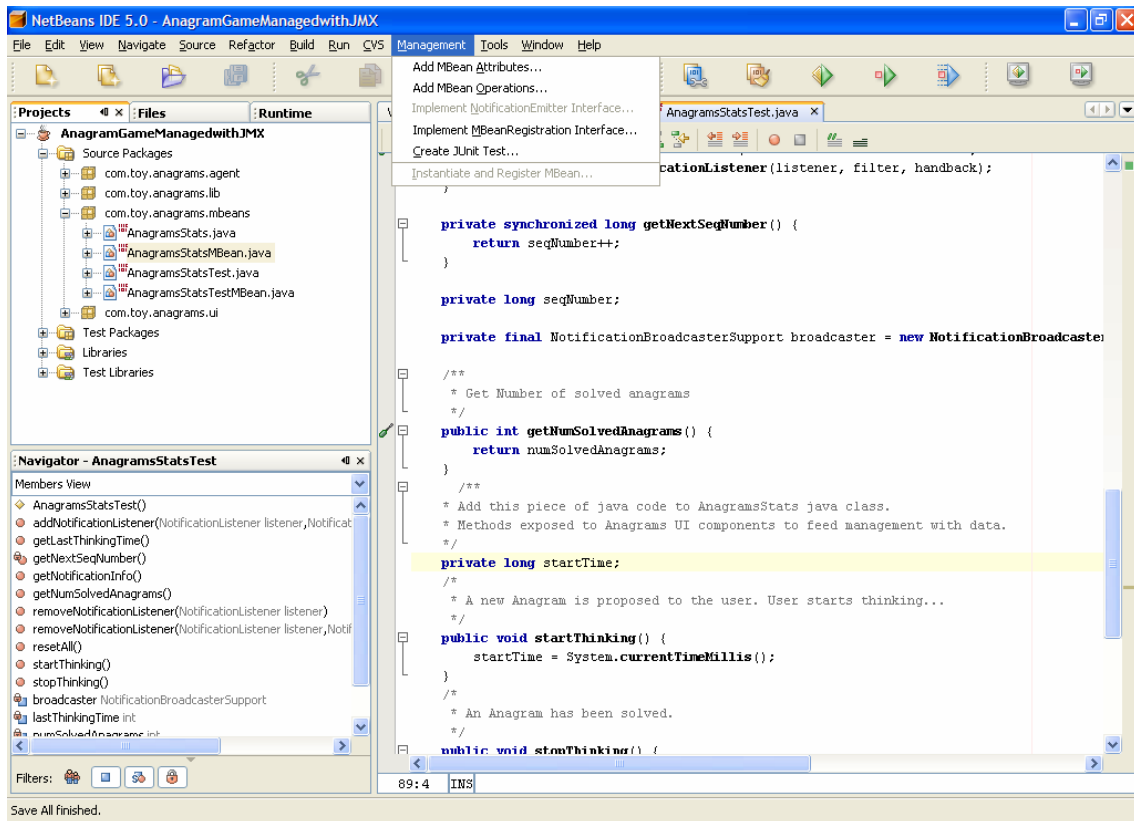 NetBeans IDE 5.0 - AnagramGameManagedwithJMX
File Edit View Navigate Source Refactor Build Run CVS Management Tools Window Help
Add MBean Attributes...
Add MBean Operations...
Implement NotificationEmitter Interface...
Implement MBeanRegistration Interface...
Create JUnit Test...
Instantiate and Register MBean...
Projects
Files
Runtime
AnagramGameManagedwithJMX
Source Packages
com.toy.anagrams.agent
com.toy.anagrams.lib
com.toy.anagrams.mbeans
AnagramsStats.java
AnagramsStatsMBean.java
AnagramsStatsTest.java
AnagramsStatsTestMBean.java
com.toy.anagrams.ui
Test Packages
Libraries
Test Libraries
Navigator - AnagramsStatsTest
Members View
AnagramsStatsTest()
addNotificationListener(NotificationListener listener,Notificat
getLastThinkingTime()
getNextSeqNumber()
getNotificationInfo()
getNumSolvedAnagrams()
removeNotificationListener(NotificationListener listener)
removeNotificationListener(NotificationListener listener,Notif
resetAll()
startThinking()
stopThinking()
broadcaster NotificationBroadcasterSupport
lastThinkingTime int
numSolvedAnagrams int
Filters:
AnagramsStatsTest.java
cationListener(listener, filter, handback);
}
private synchronized long getNextSeqNumber() {
return seqNumber++;
}
private long seqNumber;
private final NotificationBroadcasterSupport broadcaster = new NotificationBroadcaster
/**
* Get Number of solved anagrams
*/
public int getNumSolvedAnagrams() {
return numSolvedAnagrams;
}
/**
* Add this piece of java code to AnagramsStats java class.
* Methods exposed to Anagrams UI components to feed management with data.
*/
private long startTime;
/*
* A new Anagram is proposed to the user. User starts thinking...
*/
public void startThinking() {
startTime = System.currentTimeMillis();
}
/*
* An Anagram has been solved.
*/
public void stopThinking() {
89:4 INS
Save All finished.